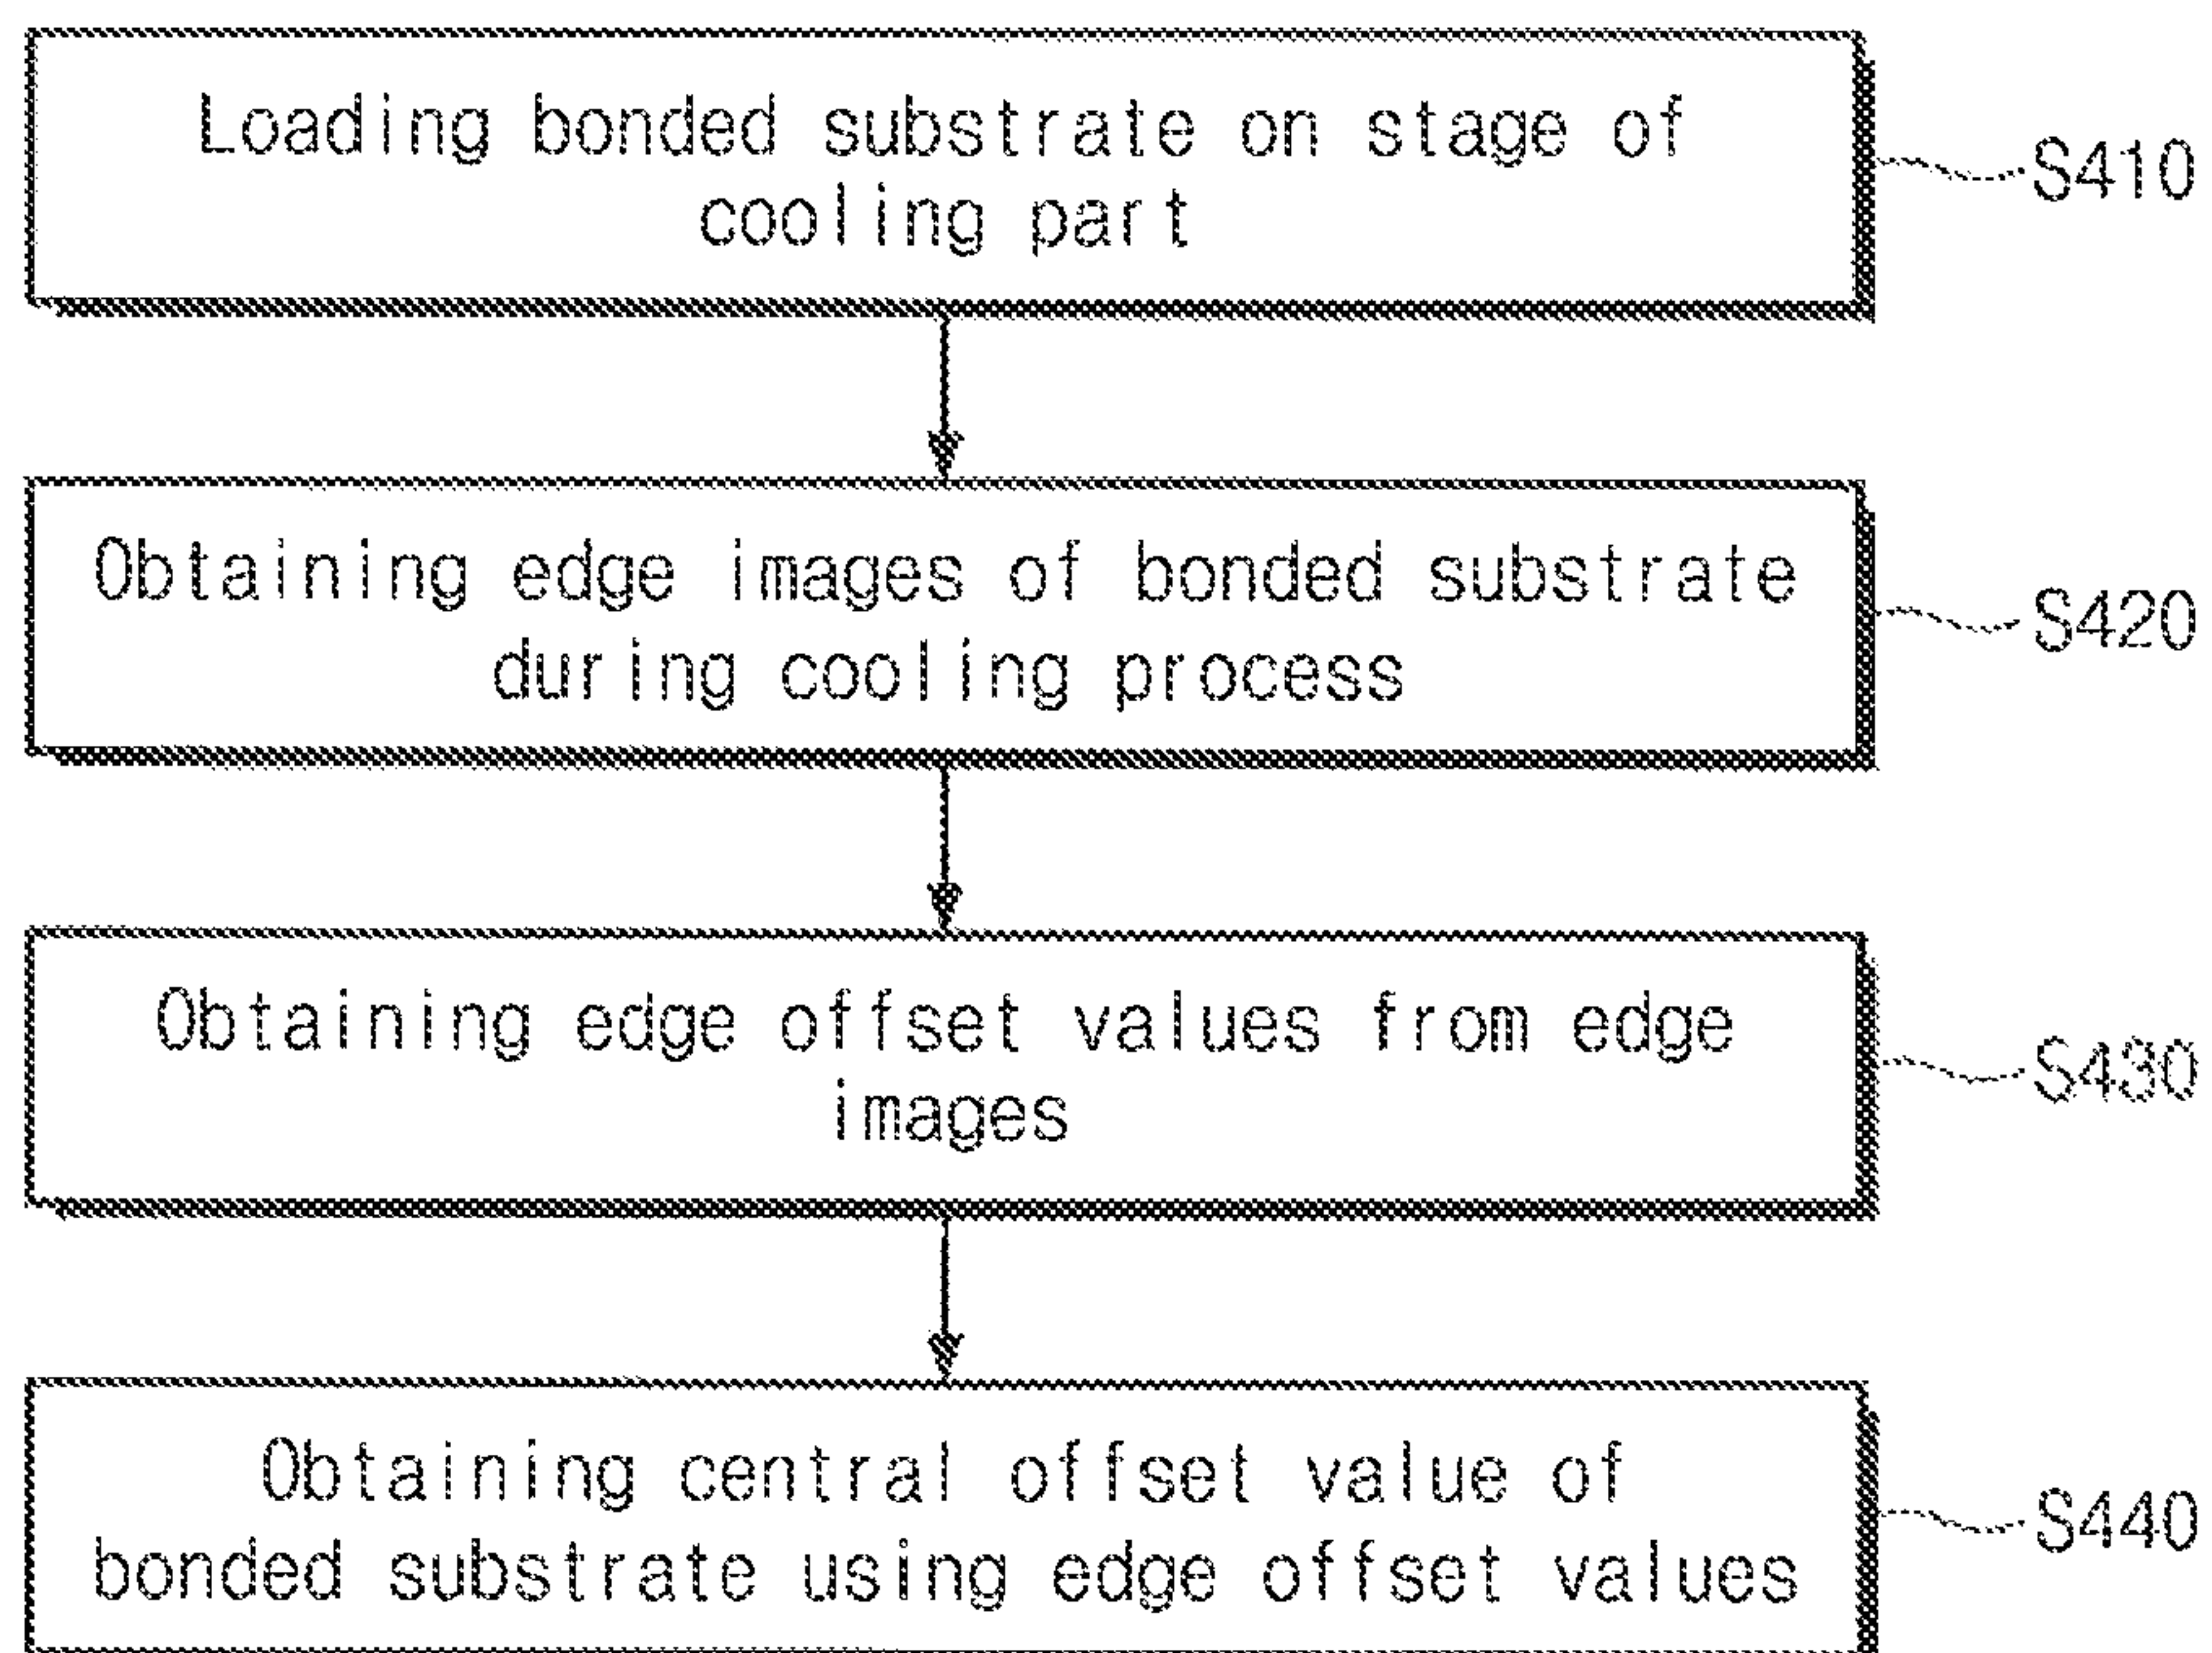 Loading bonded substrate on stage of
cooling part
S410
Obtaining edge images of bonded substrate
during cooling process
S420
Obtaining edge offset values from edge
images
S430
Obtaining central offset value of
bonded substrate using edge offset values
S440